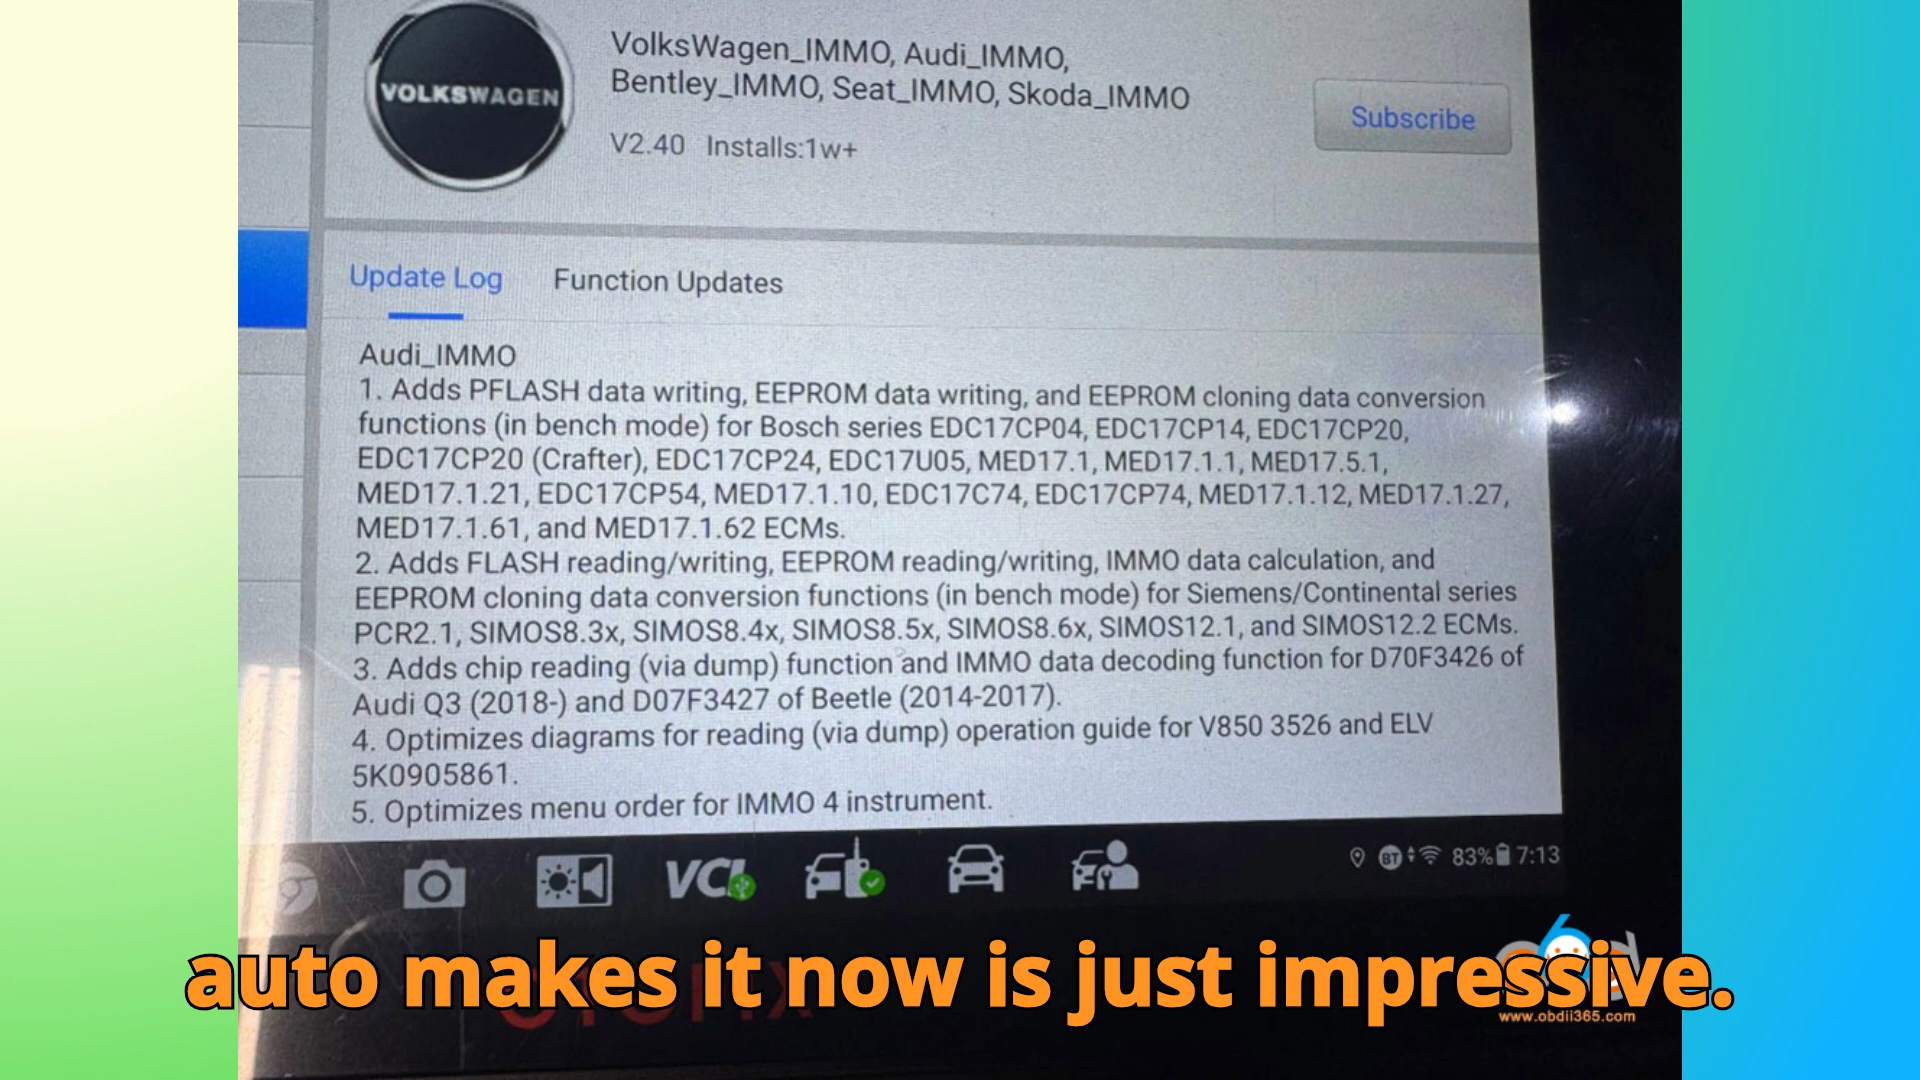 VOLKSWAGEN
VolksWagen_IMMO, Audi_IMMO,
Bentley_IMMO, Seat_IMMO, Skoda_IMMO
V2.40 Installs:1w+
Subscribe
Update Log Function Updates
Audi_IMMO
1. Adds PFLASH data writing, EEPROM data writing, and EEPROM cloning data conversion
functions (in bench mode) for Bosch series EDC17CP04, EDC17CP14, EDC17CP20,
EDC17CP20 (Crafter), EDC17CP24, EDC17U05, MED17.1, MED17.1.1, MED17.5.1,
MED17.1.21, EDC17CP54, MED17.1.10, EDC17C74, EDC17CP74, MED17.1.12, MED17.1.27,
MED17.1.61, and MED17.1.62 ECMs.
2. Adds FLASH reading/writing, EEPROM reading/writing, IMMO data calculation, and
EEPROM cloning data conversion functions (in bench mode) for Siemens/Continental series
PCR2.1, SIMOS8.3x, SIMOS8.4x, SIMOS8.5x, SIMOS8.6x, SIMOS12.1, and SIMOS12.2 ECMs.
3. Adds chip reading (via dump) function and IMMO data decoding function for D70F3426 of
Audi Q3 (2018-) and D07F3427 of Beetle (2014-2017).
4. Optimizes diagrams for reading (via dump) operation guide for V850 3526 and ELV
5K0905861.
5. Optimizes menu order for IMMO 4 instrument.
VCI
BT 83% 7:13
auto makes it now is just impressive.
www.obdii365.com